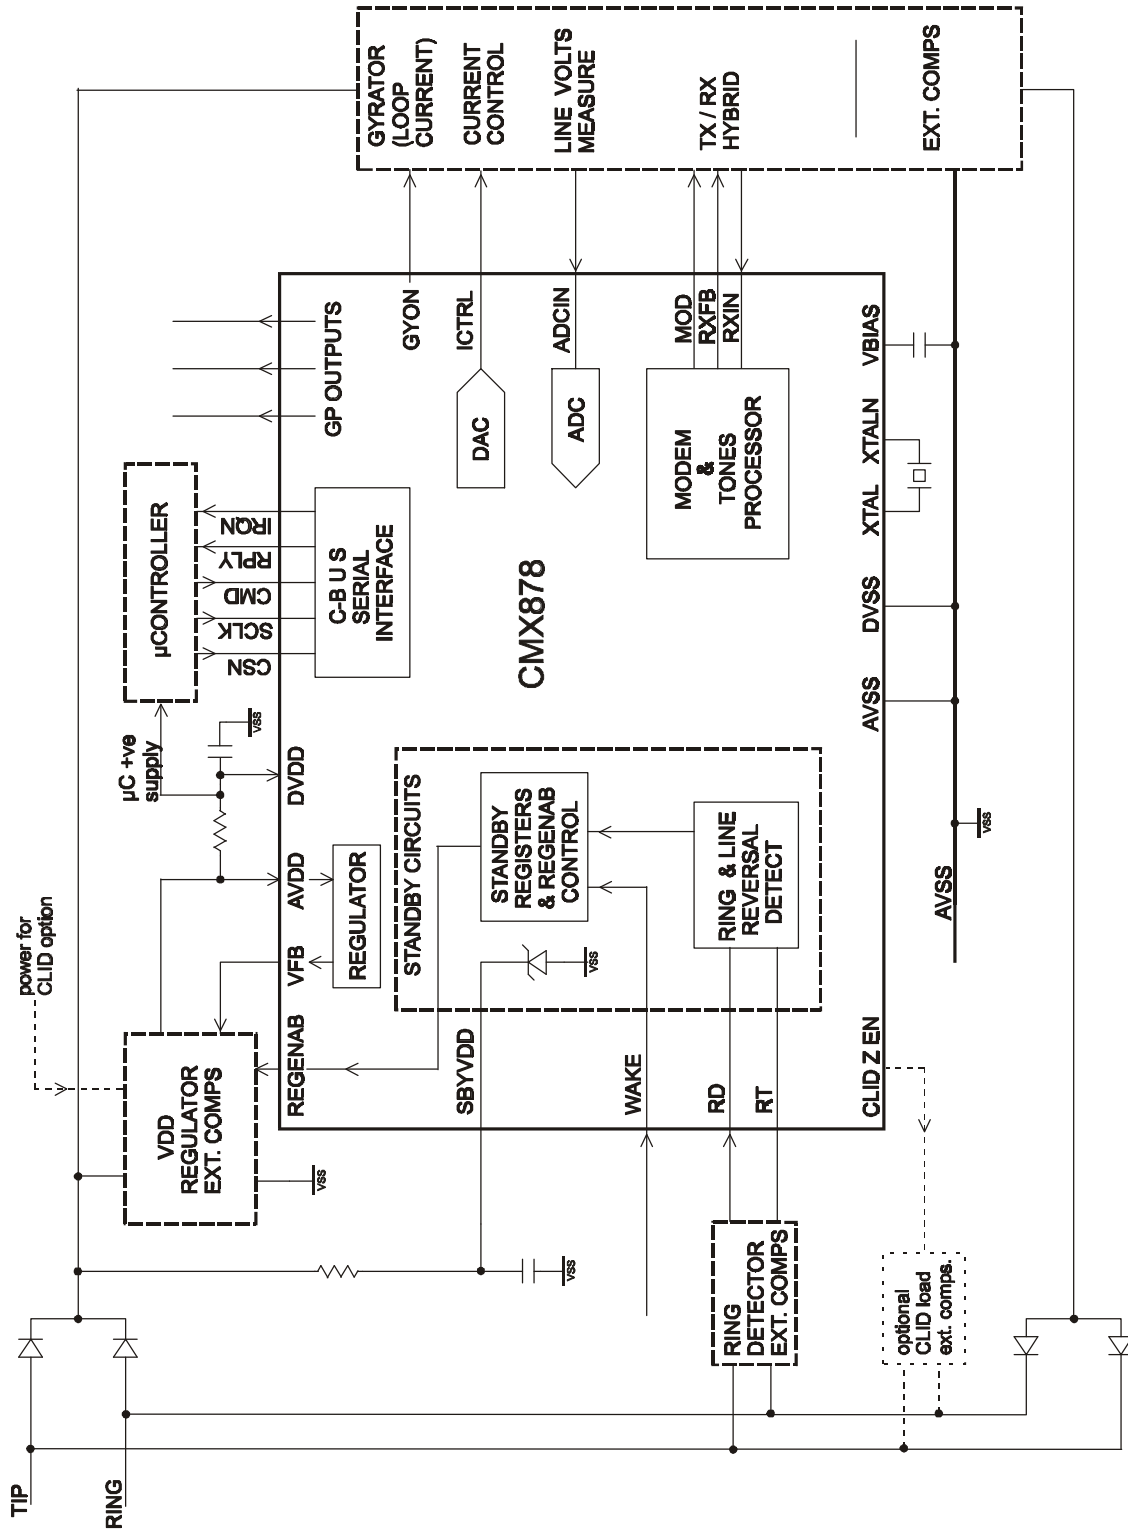 TIP
RING
power for
CLID option
VDD
REGULATOR
EXT. COMPS
VSS
µC +ve
supply
VSS
µCONTROLLER
CSN
SCLK
CMD
RPLY
IRQN
GP OUTPUTS
REGENAB
VFB
AVDD
DVDD
REGULATOR
C-B U S
SERIAL
INTERFACE
GYON
ICTRL
ADCIN
MOD
RXFB
RXIN
GYRATOR
(LOOP
CURRENT)
CURRENT
CONTROL
LINE VOLTS
MEASURE
TX / RX
HYBRID
EXT. COMPS
DAC
ADC
MODEM
&
TONES
PROCESSOR
CMX878
STANDBY CIRCUITS
STANDBY
REGISTERS
& REGENAB
CONTROL
VSS
RING & LINE
REVERSAL
DETECT
SBYVDD
VSS
WAKE
RD
RT
RING
DETECTOR
EXT. COMPS
CLID Z EN
AVSS
DVSS
XTAL
XTALN
VBIAS
optional
CLID load
ext. comps.
AVSS
VSS